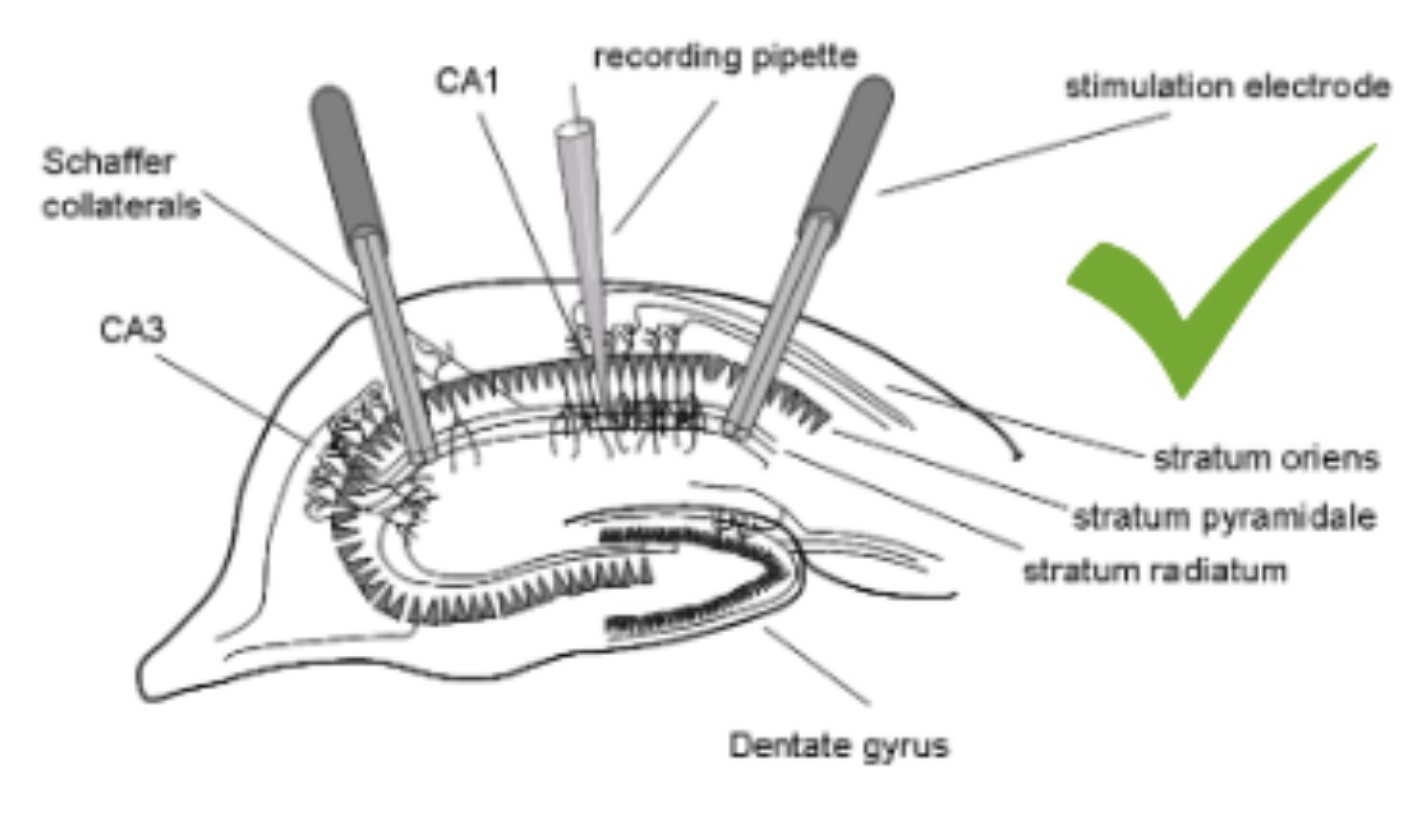 recording pipette
CA1
stimulation electrode
Schaffer
collaterals
CA3
stratum oriens
stratum pyramidale
stratum radiatum
Dentate gyrus